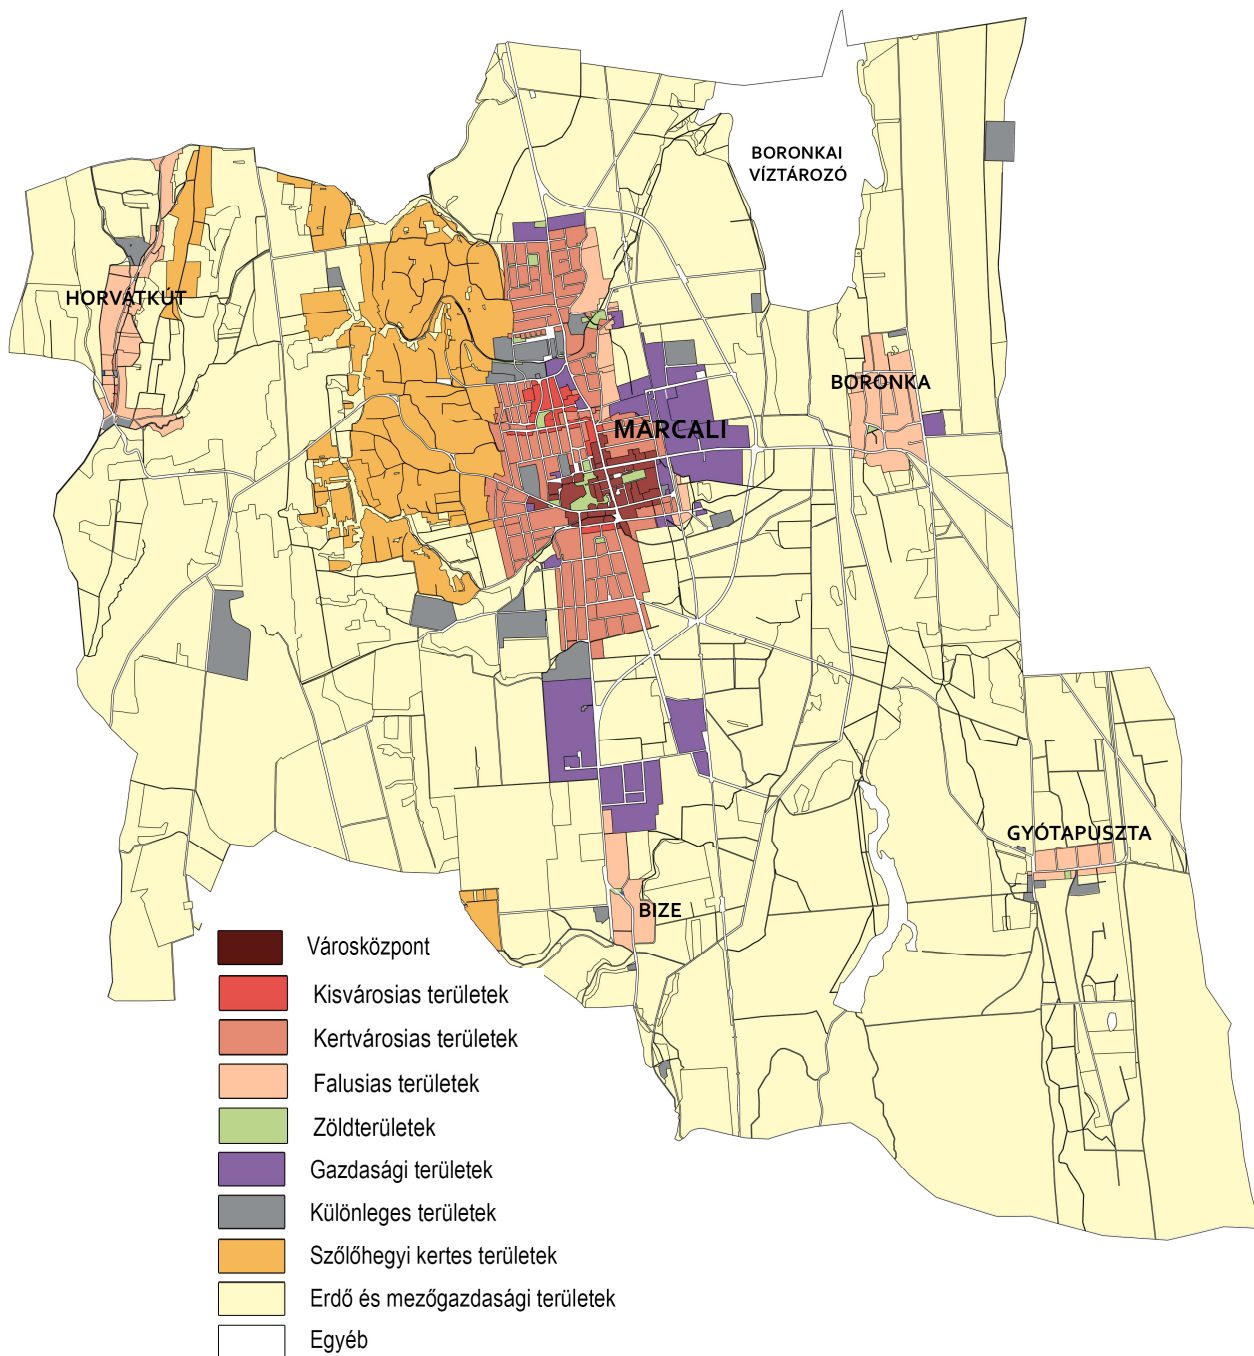 BORONKAI
VÍZTÁROZÓ
HORVÁTKÚT
BORONKA
MARCALI
GYÓTAPUSZTA
BIZE
Városközpont
Kisvárosias területek
Kertvárosias területek
Falusias területek
Zöldterületek
Gazdasági területek
Különleges területek
Szőlőhegyi kertes területek
Erdő és mezőgazdasági területek
Egyéb